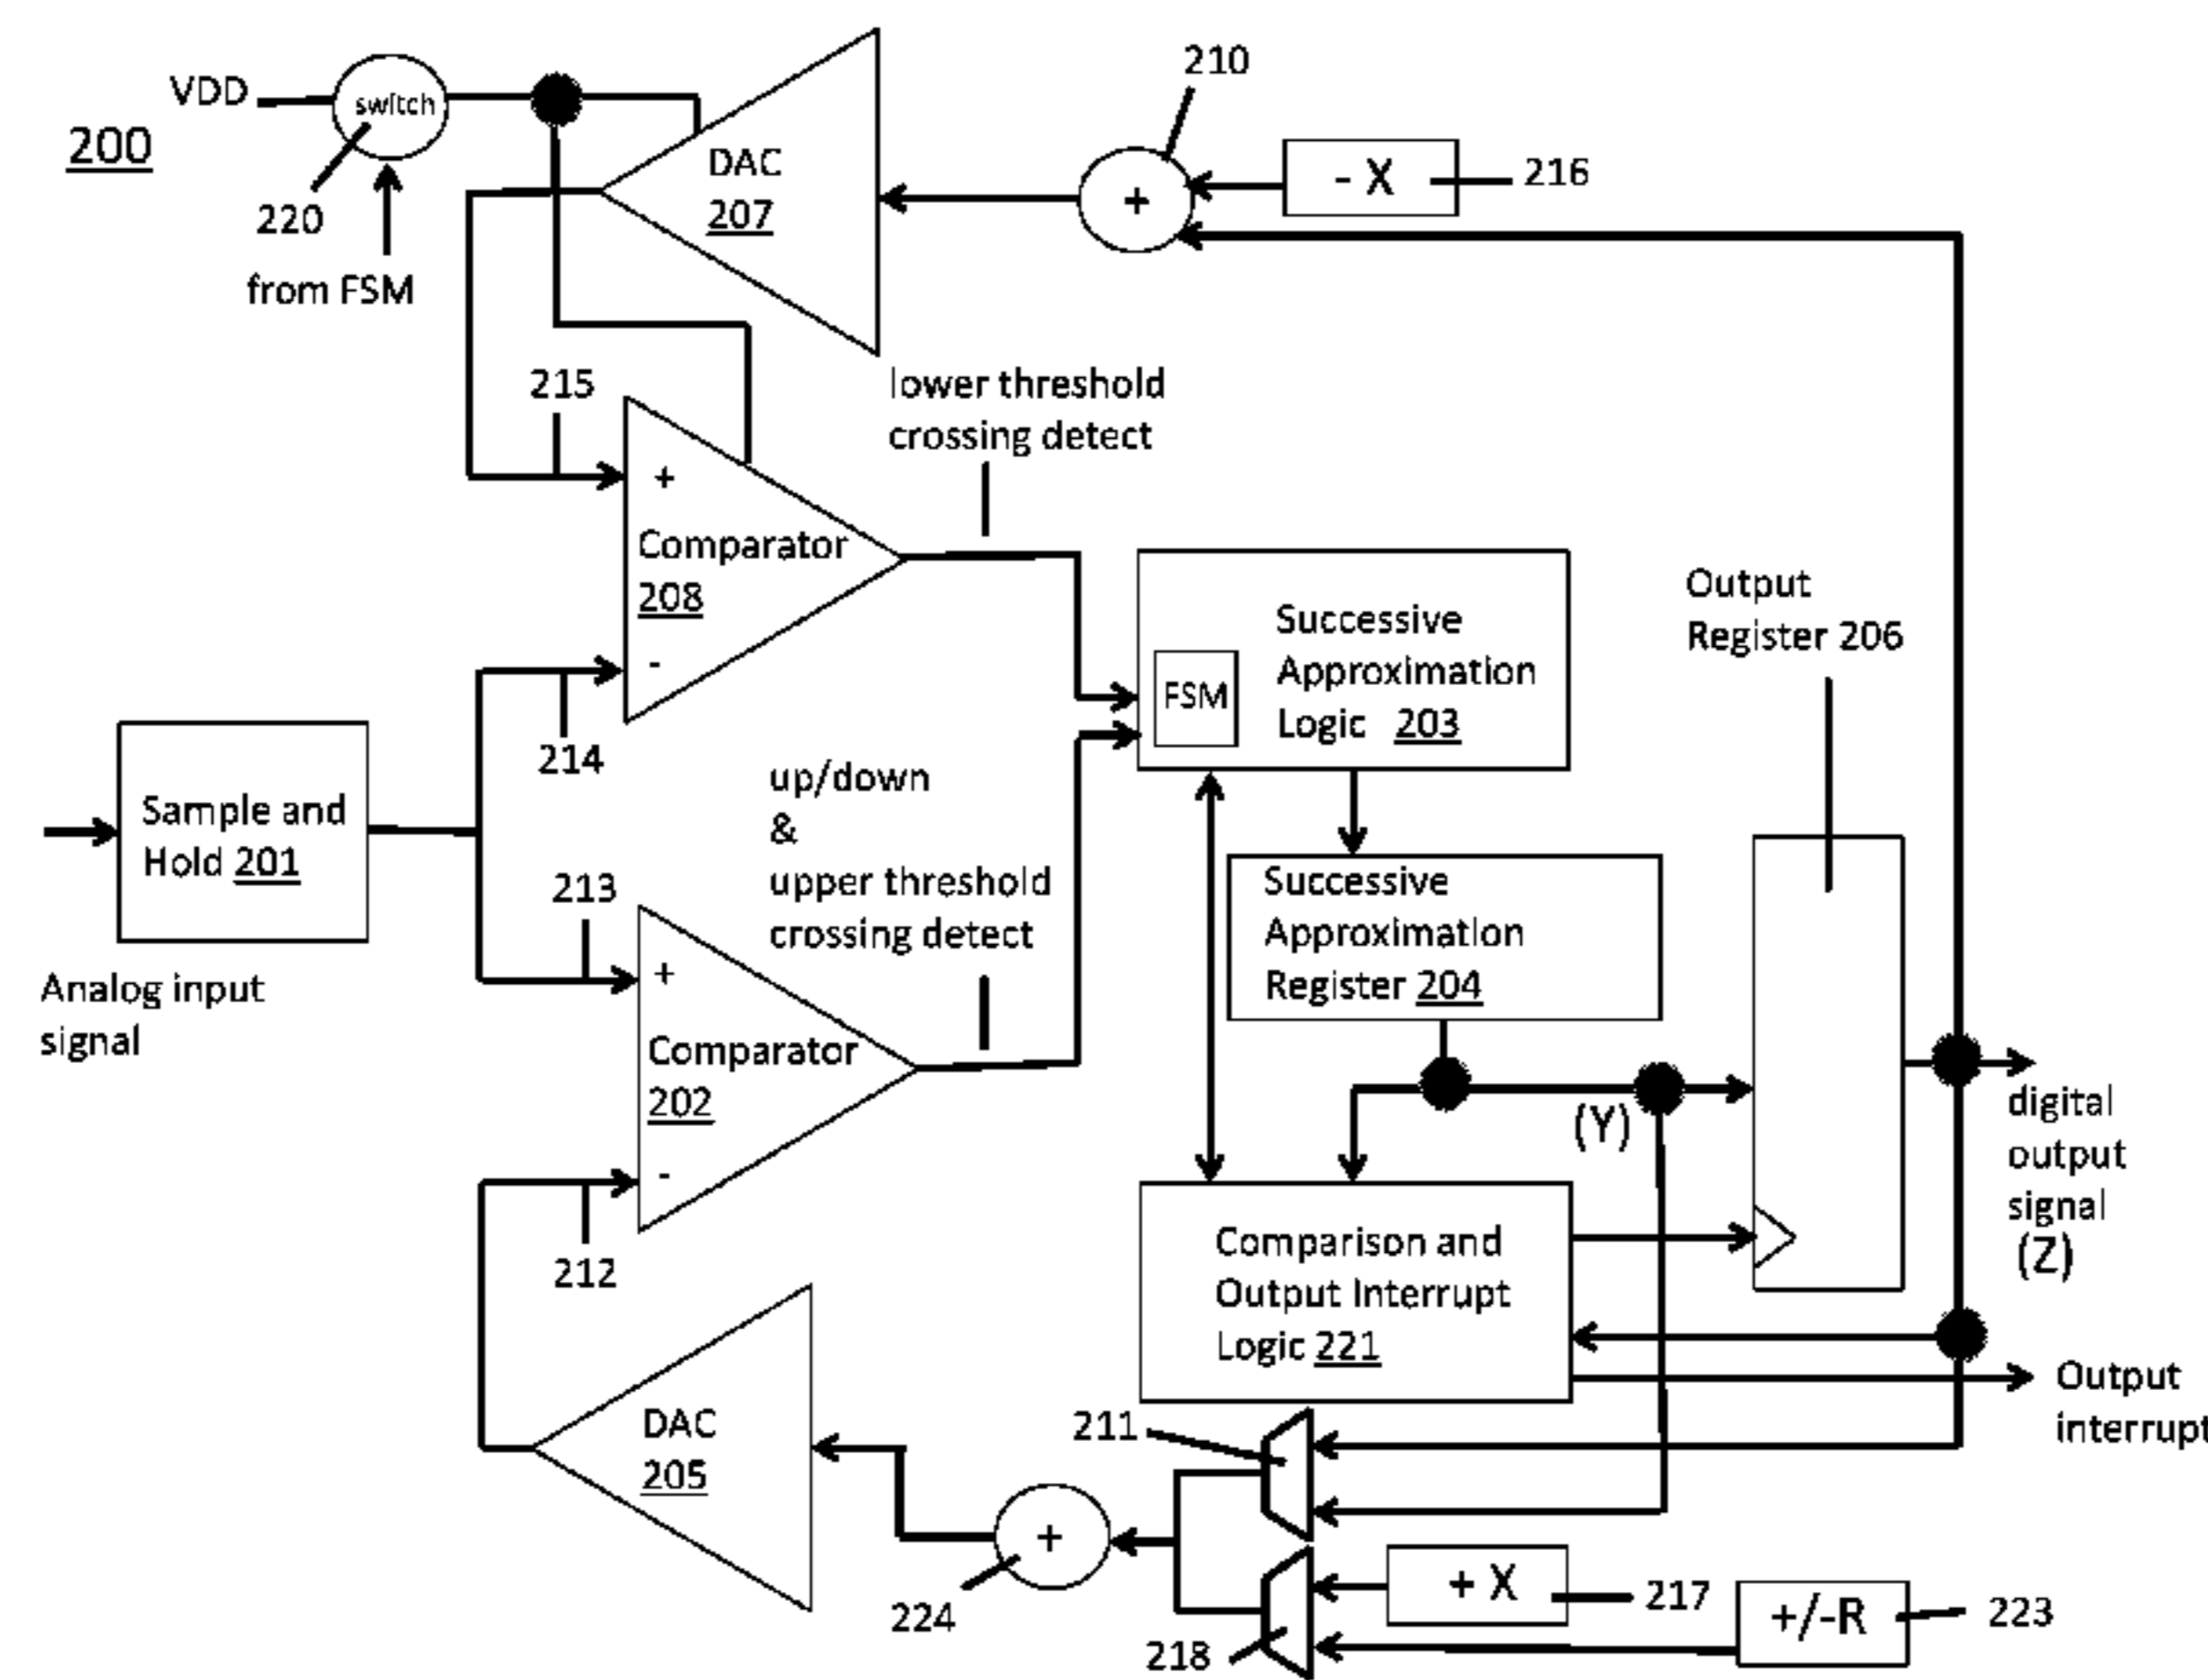 200
VDD
switch
220
from FSM
DAC
207
210
+
- X
216
215
lower threshold
crossing detect
+
Comparator
208
-
214
Sample and
Hold 201
Analog input
signal
up/down
&
upper threshold
crossing detect
213
+
Comparator
202
-
212
FSM
Successive
Approximation
Logic 203
Successive
Approximation
Register 204
Output
Register 206
(Y)
digital
output
signal
(Z)
Comparison and
Output Interrupt
Logic 221
Output
interrupt
DAC
205
+
224
211
218
+ X
217
+/-R
223